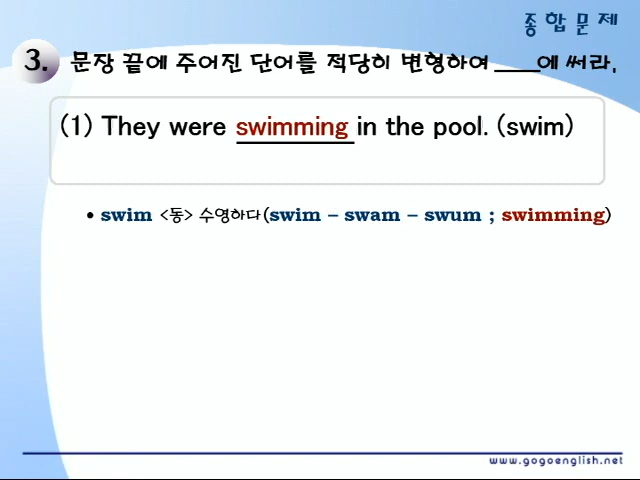 종합문제
3. 문장 끝에 주어진 단어를 적당히 변형하여 ____에 써라.
(1) They were swimming in the pool. (swim)
• swim <동> 수영하다(swim – swam – swum ; swimming)
www.gogoenglish.net